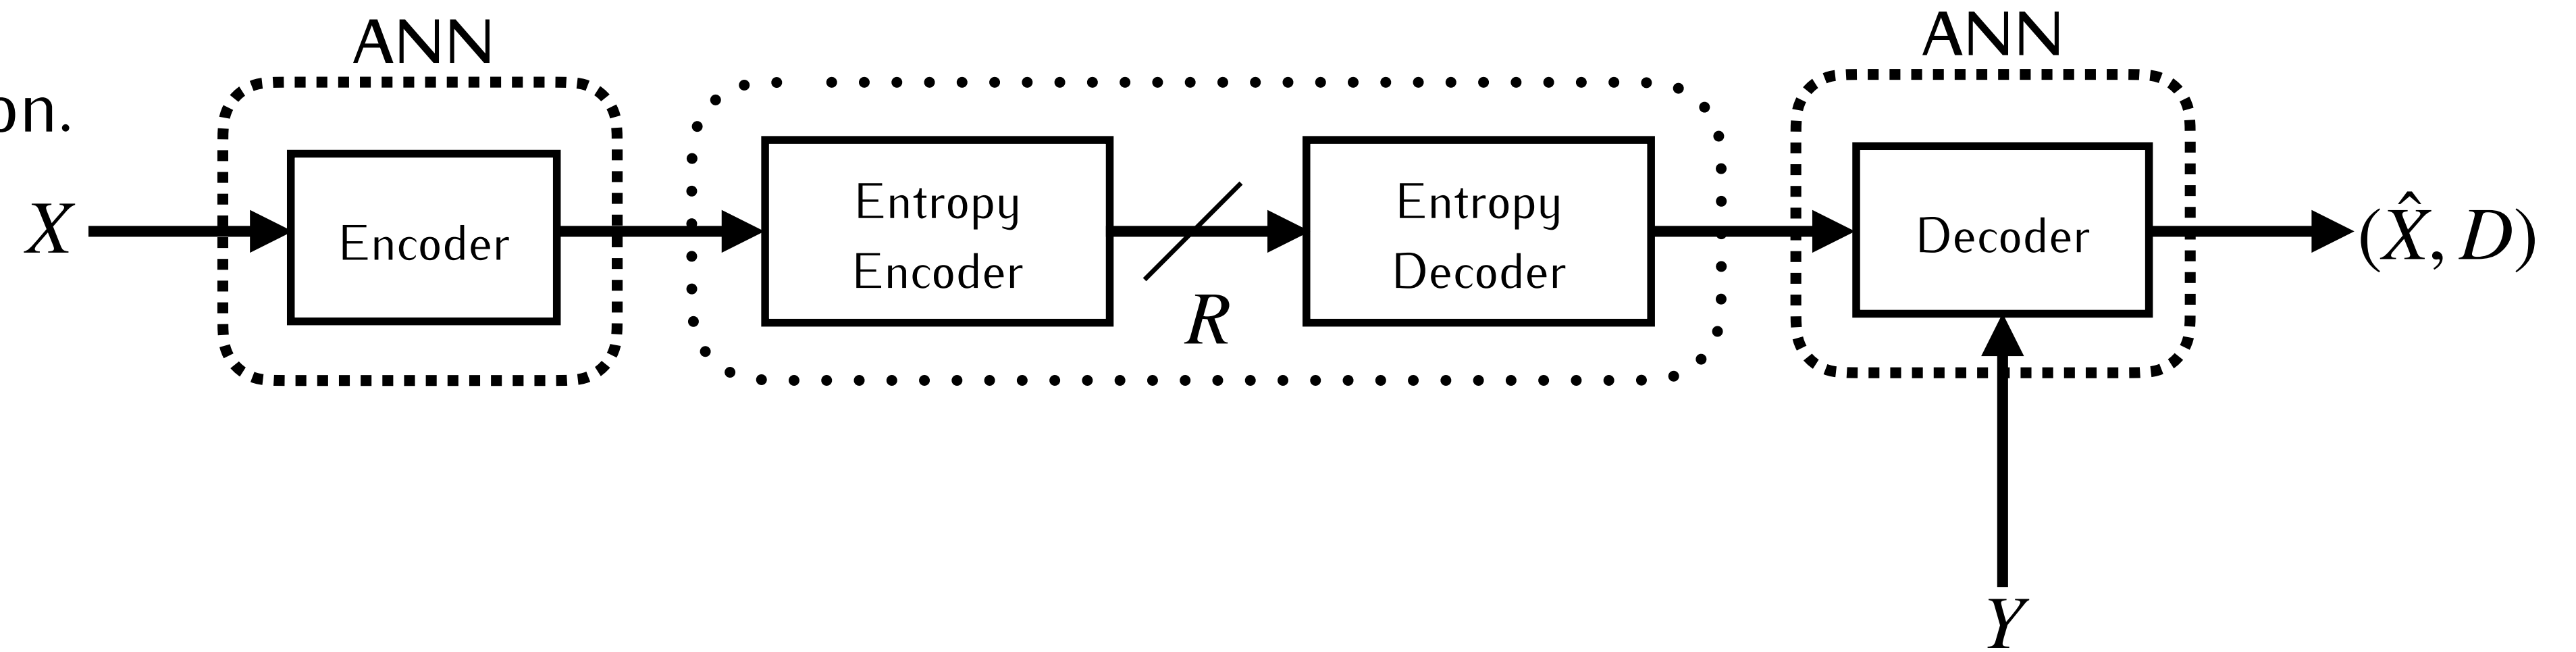 ANN
ANN
on.
X
Encoder
Entropy
Encoder
R
Entropy
Decoder
Decoder
(X̂, D)
Y